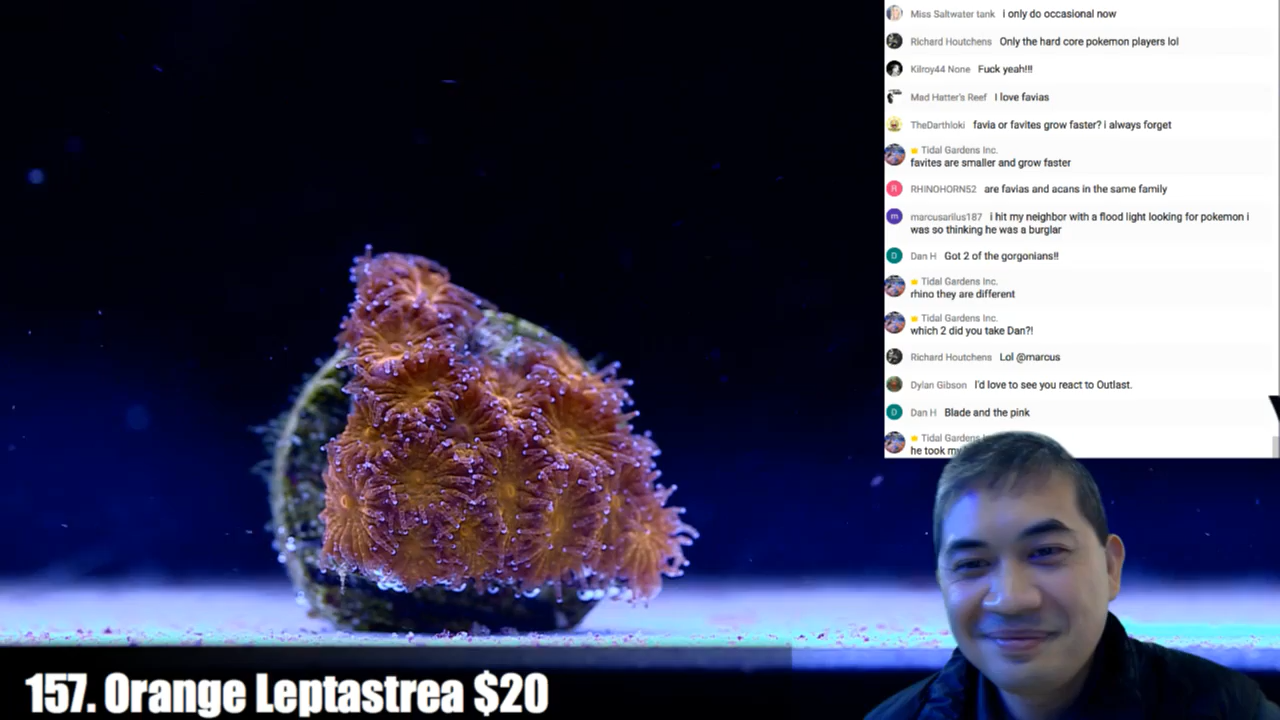 Miss Saltwater tank i only do occasional now
Richard Houtchens Only the hard core pokemon players lol
Kilroy44 None Fuck yeah!!!
Mad Hatter's Reef I love favias
TheDarthloki favia or favites grow faster? i always forget
Tidal Gardens Inc.
favites are smaller and grow faster
R RHINOHORN52 are favias and acans in the same family
m marcusarilus187 i hit my neighbor with a flood light looking for pokemon i
was so thinking he was a burglar
D Dan H Got 2 of the gorgonians!!
Tidal Gardens Inc.
rhino they are different
Tidal Gardens Inc.
which 2 did you take Dan?!
Richard Houtchens Lol @marcus
Dylan Gibson I'd love to see you react to Outlast.
D Dan H Blade and the pink
Tidal Gardens
he took
157. Orange Leptastrea $20